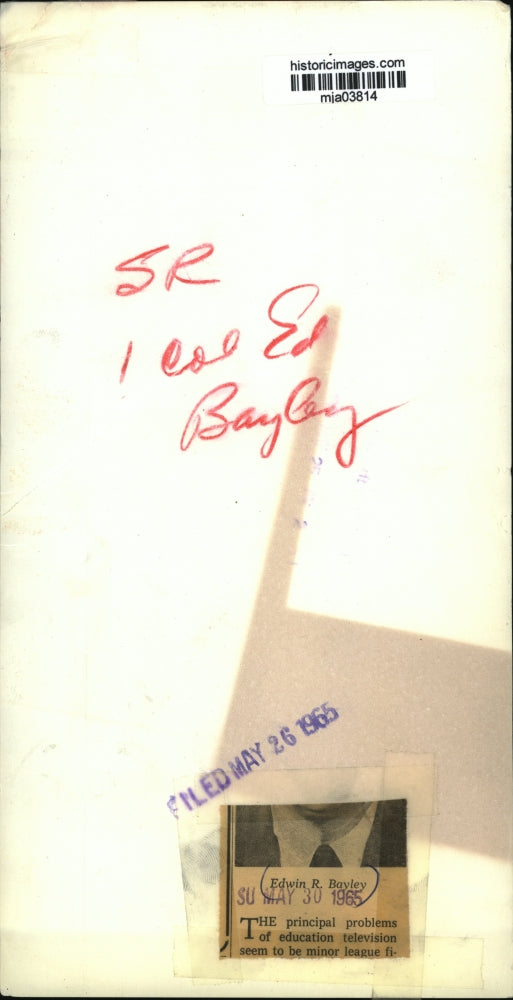 historicimages.com
mja03814
SR
1 col Ed
Bayley
FILED MAY 26 1965
Edwin R. Bayley
SU MAY 30 1965
THE principal problems
of education television
seem to be minor league fi-